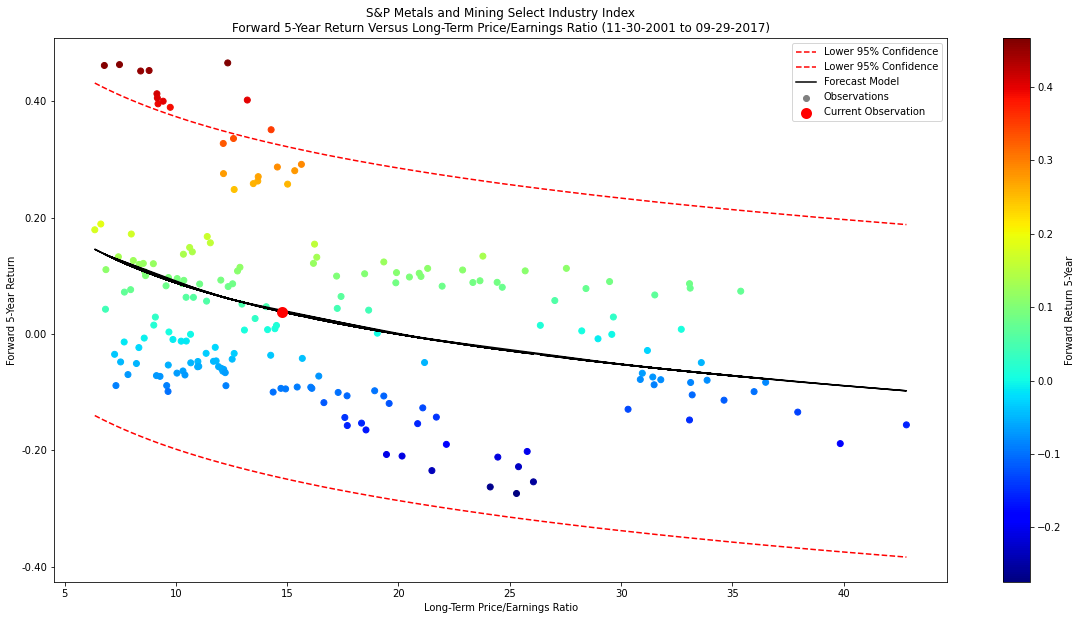 S&P Metals and Mining Select Industry Index
Forward 5-Year Return Versus Long-Term Price/Earnings Ratio (11-30-2001 to 09-29-2017)
Lower 95% Confidence
Lower 95% Confidence
Forecast Model
Observations
Current Observation
Forward 5-Year Return
0.40
0.20
0.00
-0.20
-0.40
5 10 15 20 25 30 35 40
Long-Term Price/Earnings Ratio
0.4
0.3
0.2
0.1
0.0
−0.1
−0.2
Forward Return 5-Year